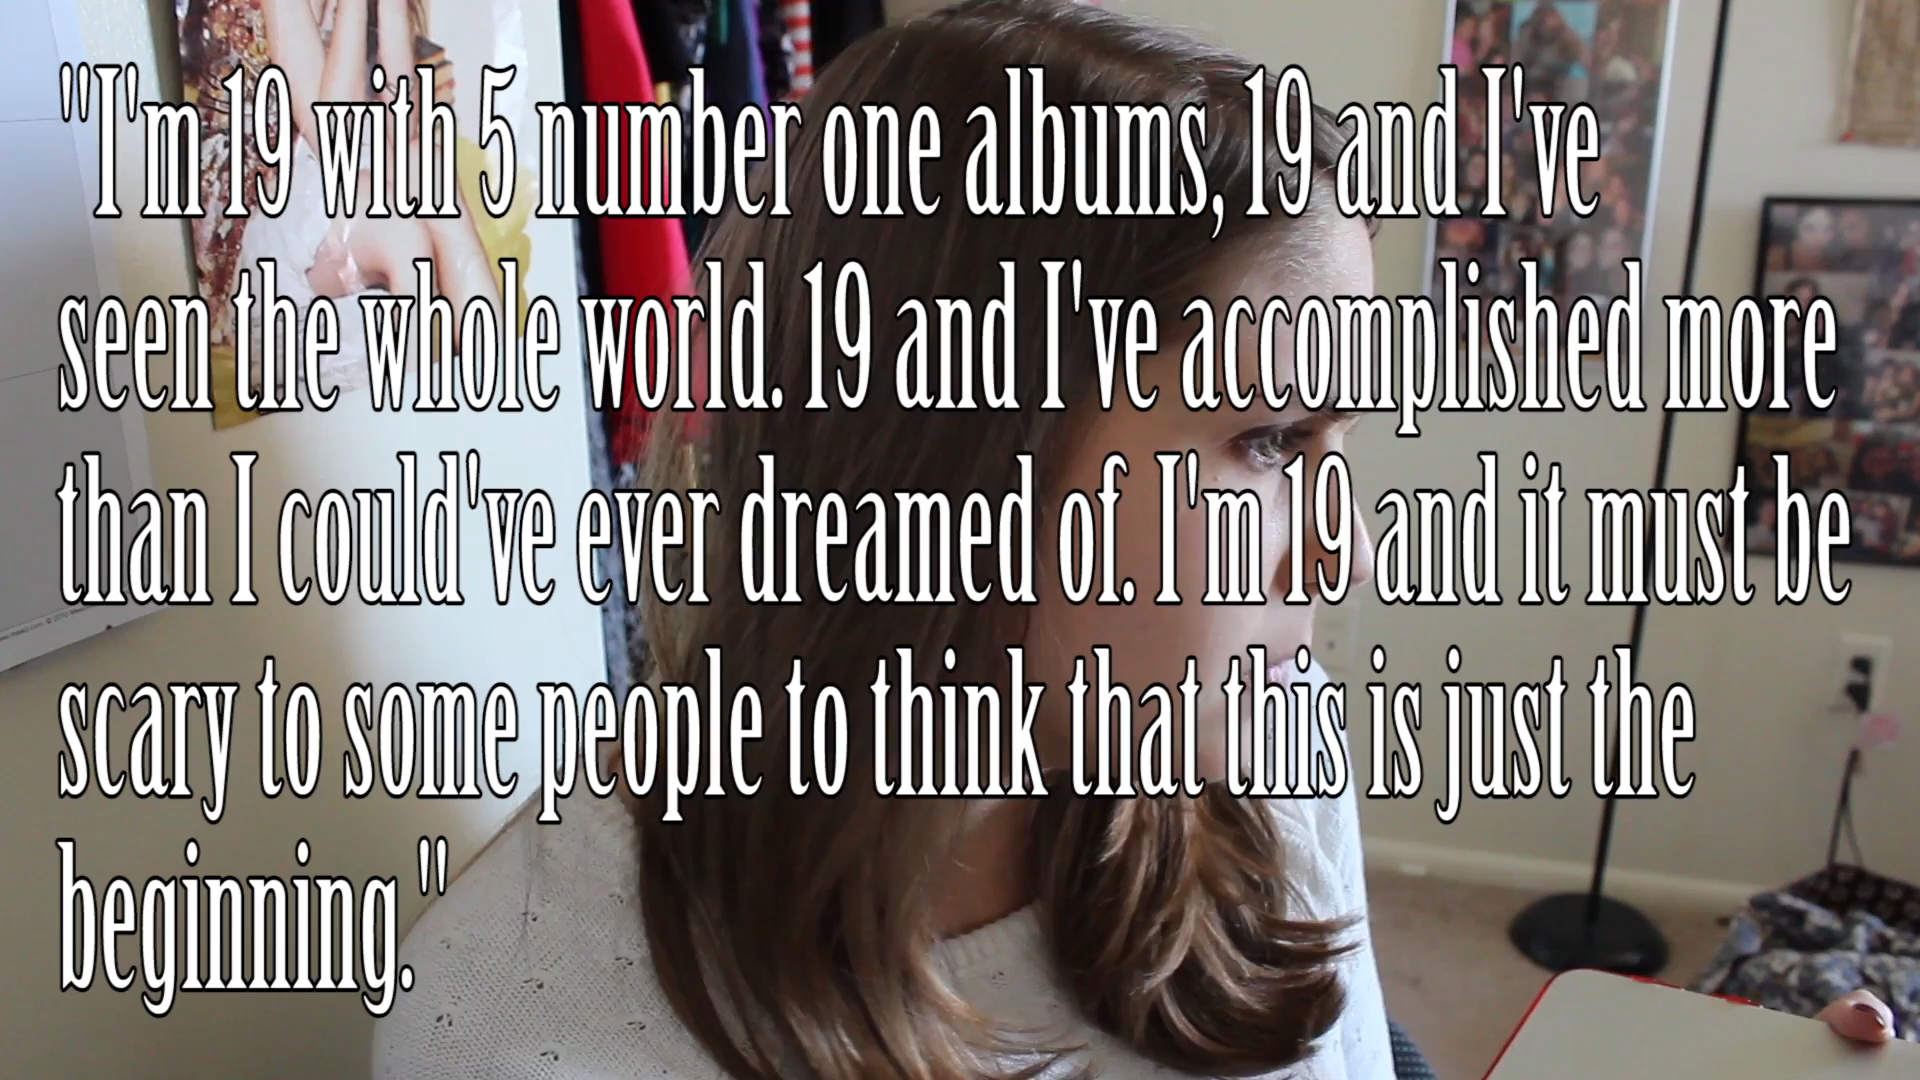 "I'm 19 with 5 number one albums, 19 and I've
seen the whole world. 19 and I've accomplished more
than I could've ever dreamed of. I'm 19 and it must be
scary to some people to think that this is just the
beginning."